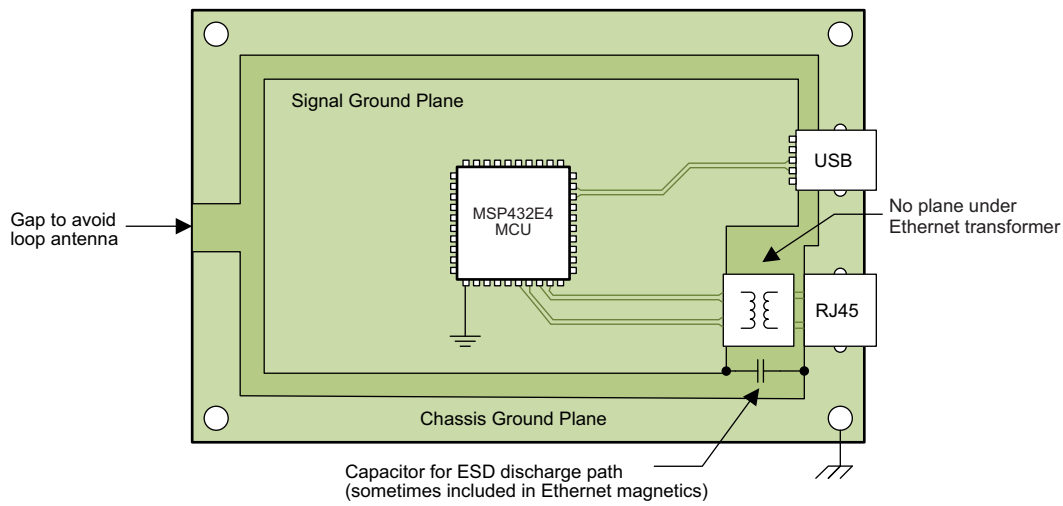 Signal Ground Plane
USB
MSP432E4
MCU
Gap to avoid
loop antenna
No plane under
Ethernet transformer
RJ45
Chassis Ground Plane
Capacitor for ESD discharge path
(sometimes included in Ethernet magnetics)